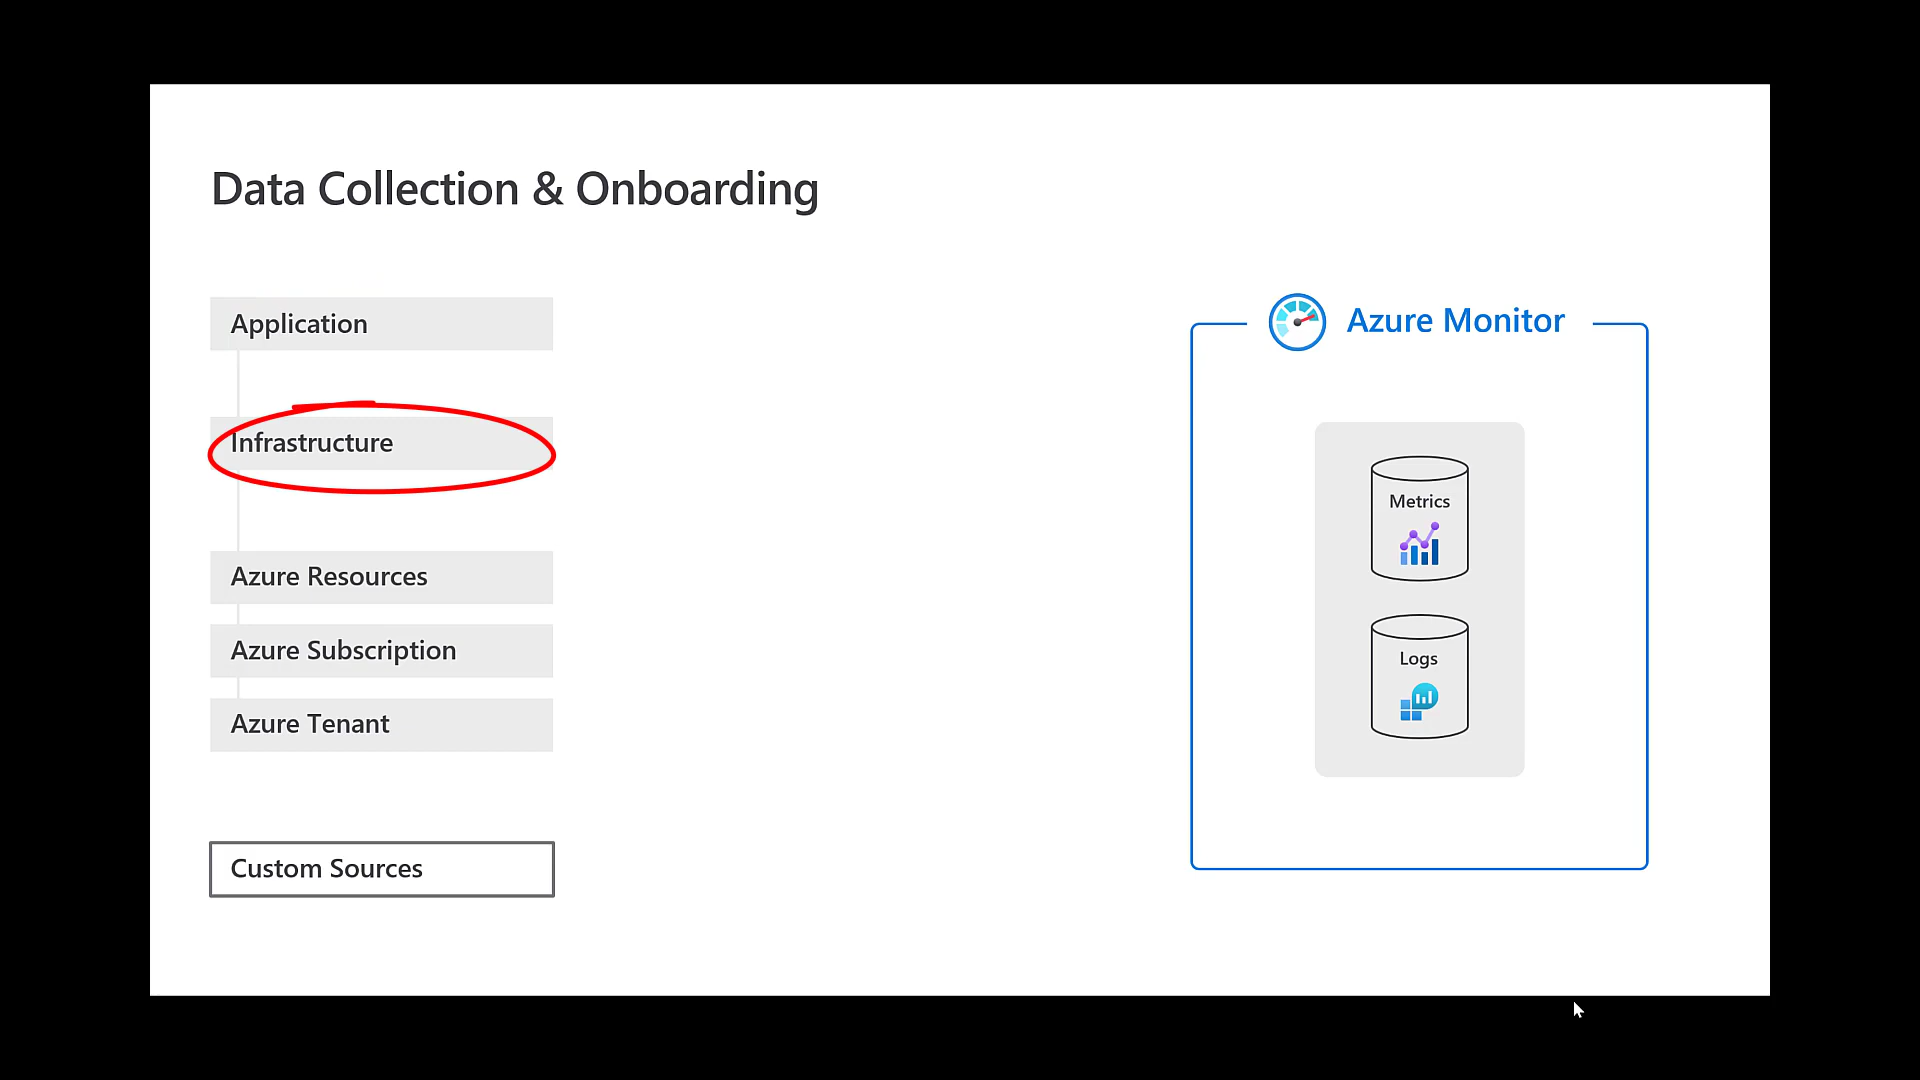 Data Collection & Onboarding
Application
Infrastructure
Azure Resources
Azure Subscription
Azure Tenant
Custom Sources
Azure Monitor
Metrics
Logs